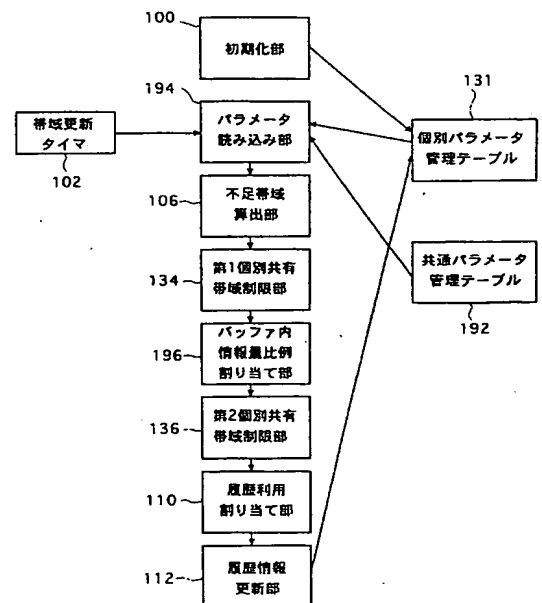 100
初期化部
194
パラメータ
読み込み部
131
個別パラメータ
管理テーブル
帯域更新
タイマ
102
106
不足帯域
算出部
134
第1個別共有
帯域制限部
共通パラメータ
管理テーブル
192
196
バッファ内
情報量比例
割り当て部
136
第2個別共有
帯域制限部
110
履歴利用
割り当て部
112
履歴情報
更新部